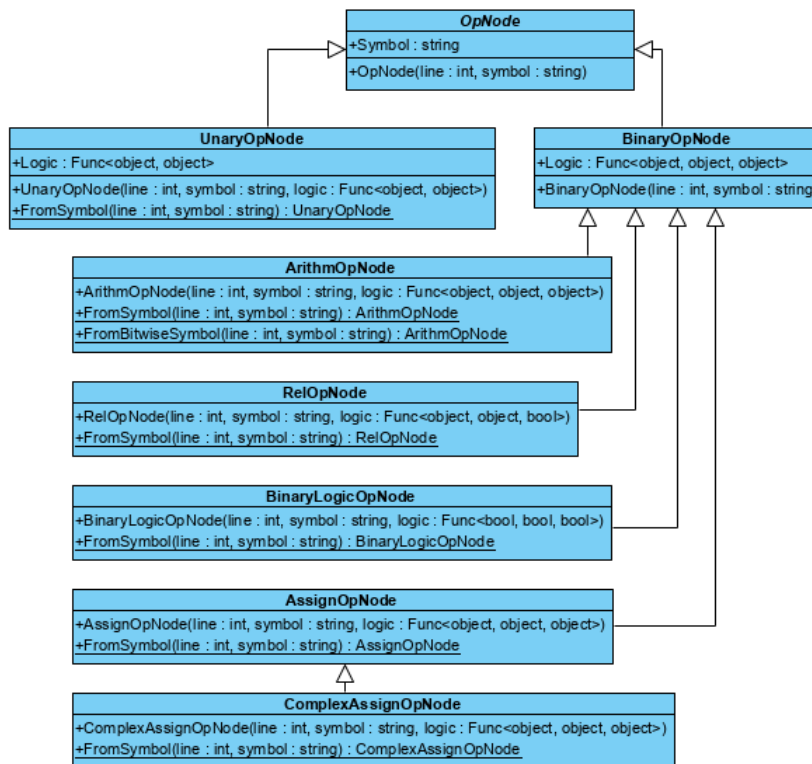 OpNode
+Symbol : string
+OpNode(line : int, symbol : string)
UnaryOpNode
+Logic : Func<object, object>
+UnaryOpNode(line : int, symbol : string, logic : Func<object, object>)
+FromSymbol(line : int, symbol : string) : UnaryOpNode
BinaryOpNode
+Logic : Func<object, object, object>
+BinaryOpNode(line : int, symbol : string
ArithmOpNode
+ArithmOpNode(line : int, symbol : string, logic : Func<object, object, object>)
+FromSymbol(line : int, symbol : string) : ArithmOpNode
+FromBitwiseSymbol(line : int, symbol : string) : ArithmOpNode
RelOpNode
+RelOpNode(line : int, symbol : string, logic : Func<object, object, bool>)
+FromSymbol(line : int, symbol : string) : RelOpNode
BinaryLogicOpNode
+BinaryLogicOpNode(line : int, symbol : string, logic : Func<bool, bool, bool>)
+FromSymbol(line : int, symbol : string) : BinaryLogicOpNode
AssignOpNode
+AssignOpNode(line : int, symbol : string, logic : Func<object, object, object>)
+FromSymbol(line : int, symbol : string) : AssignOpNode
ComplexAssignOpNode
+ComplexAssignOpNode(line : int, symbol : string, logic : Func<object, object, object>)
+FromSymbol(line : int, symbol : string) : ComplexAssignOpNode